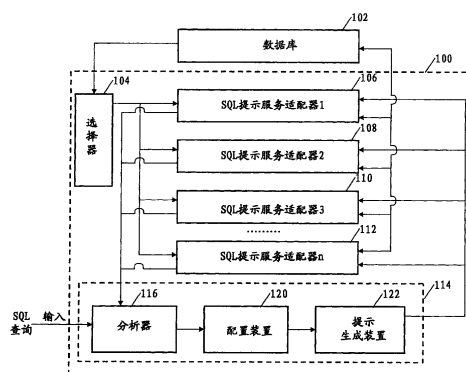 102
数据库
100
104
选择器
106
SQL提示服务适配器1
108
SQL提示服务适配器2
110
SQL提示服务适配器3
………
112
SQL提示服务适配器n
114
SQL 查询
输入
116
分析器
120
配置装置
122
提示
生成装置